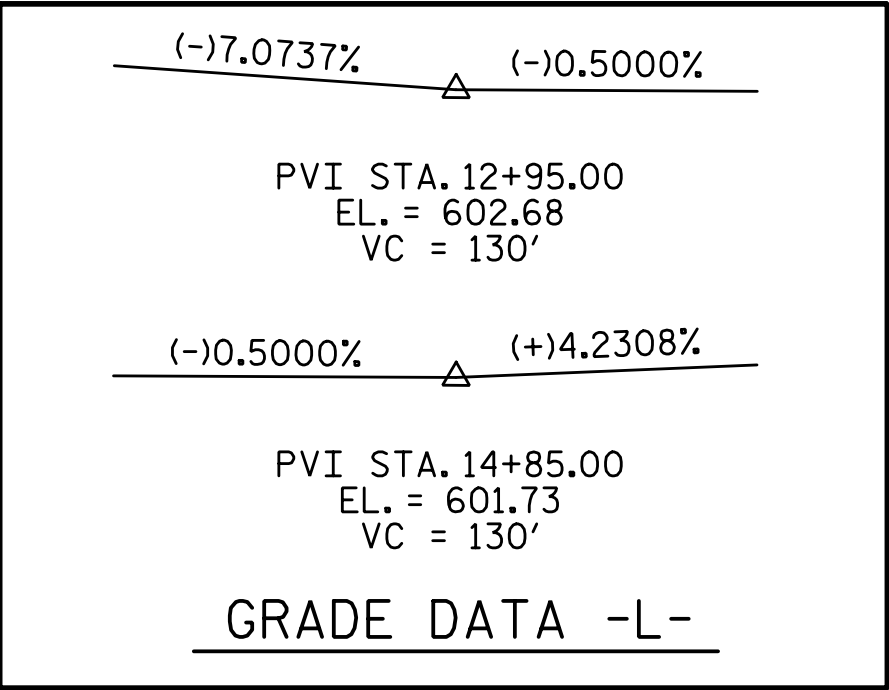 (-)7.0737% (-)0.5000%
PVI STA. 12+95.00
EL. = 602.68
VC = 130'
(-)0.5000% (+)4.2308%
PVI STA. 14+85.00
EL. = 601.73
VC = 130'
GRADE DATA -L-